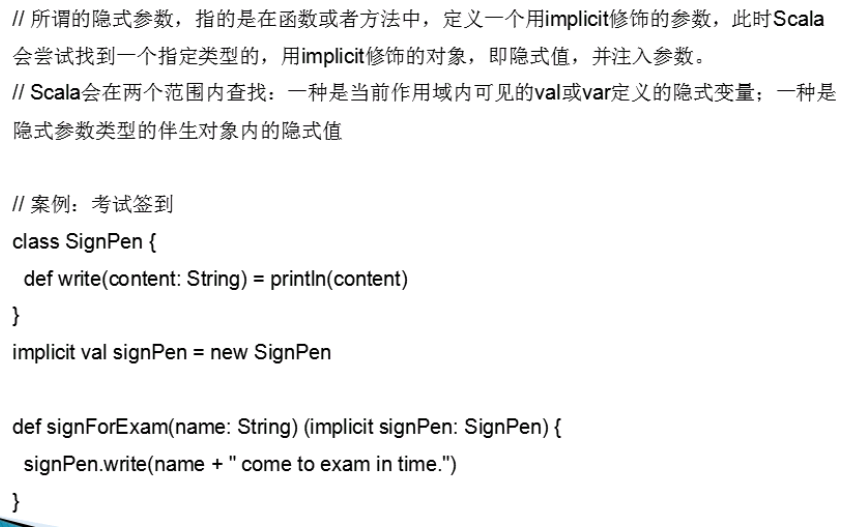 // 所谓的隐式参数，指的是在函数或者方法中，定义一个用implicit修饰的参数，此时Scala
会尝试找到一个指定类型的，用implicit修饰的对象，即隐式值，并注入参数。
// Scala会在两个范围内查找：一种是当前作用域内可见的val或var定义的隐式变量；一种是
隐式参数类型的伴生对象内的隐式值
// 案例：考试签到
class SignPen {
def write(content: String) = println(content)
}
implicit val signPen = new SignPen
def signForExam(name: String) (implicit signPen: SignPen) {
signPen.write(name + " come to exam in time.")
}